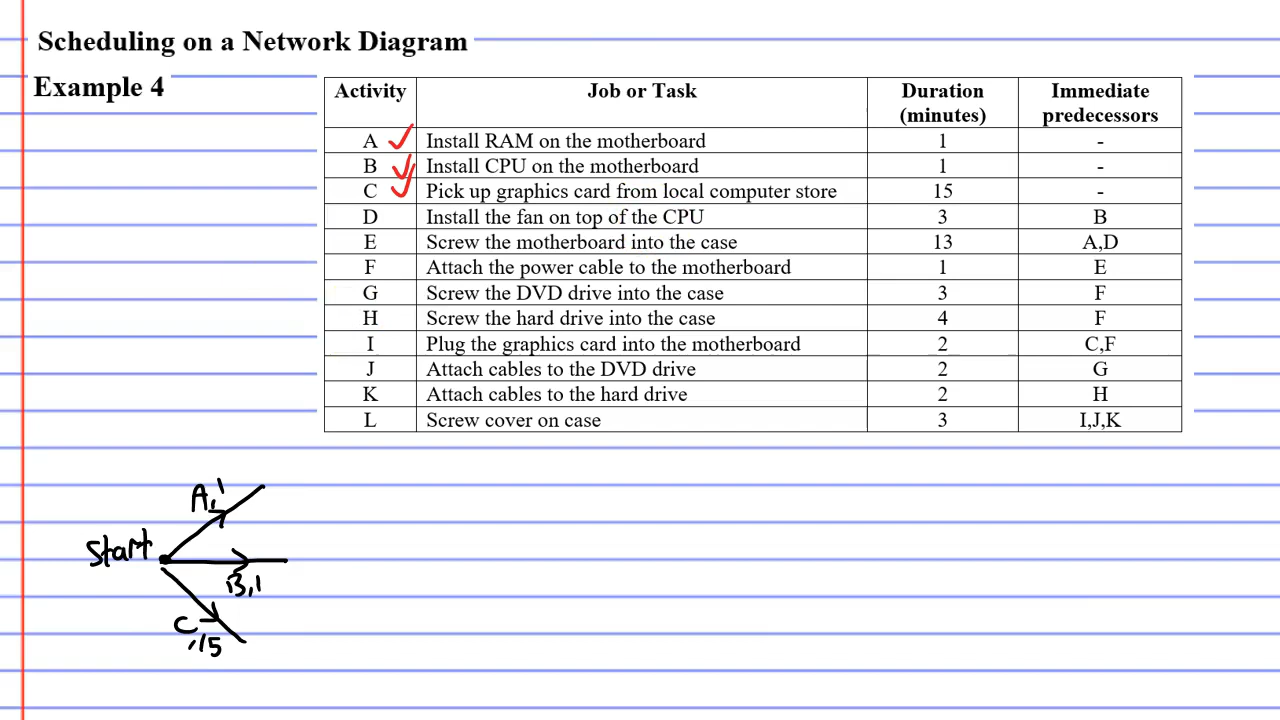 Scheduling on a Network Diagram
Example 4
Activity Job or Task Duration (minutes) Immediate predecessors
A Install RAM on the motherboard 1 -
B Install CPU on the motherboard 1 -
C Pick up graphics card from local computer store 15 -
D Install the fan on top of the CPU 3 B
E Screw the motherboard into the case 13 A,D
F Attach the power cable to the motherboard 1 E
G Screw the DVD drive into the case 3 F
H Screw the hard drive into the case 4 F
I Plug the graphics card into the motherboard 2 C,F
J Attach cables to the DVD drive 2 G
K Attach cables to the hard drive 2 H
L Screw cover on case 3 I,J,K
A,1
Start
B,1
C,15